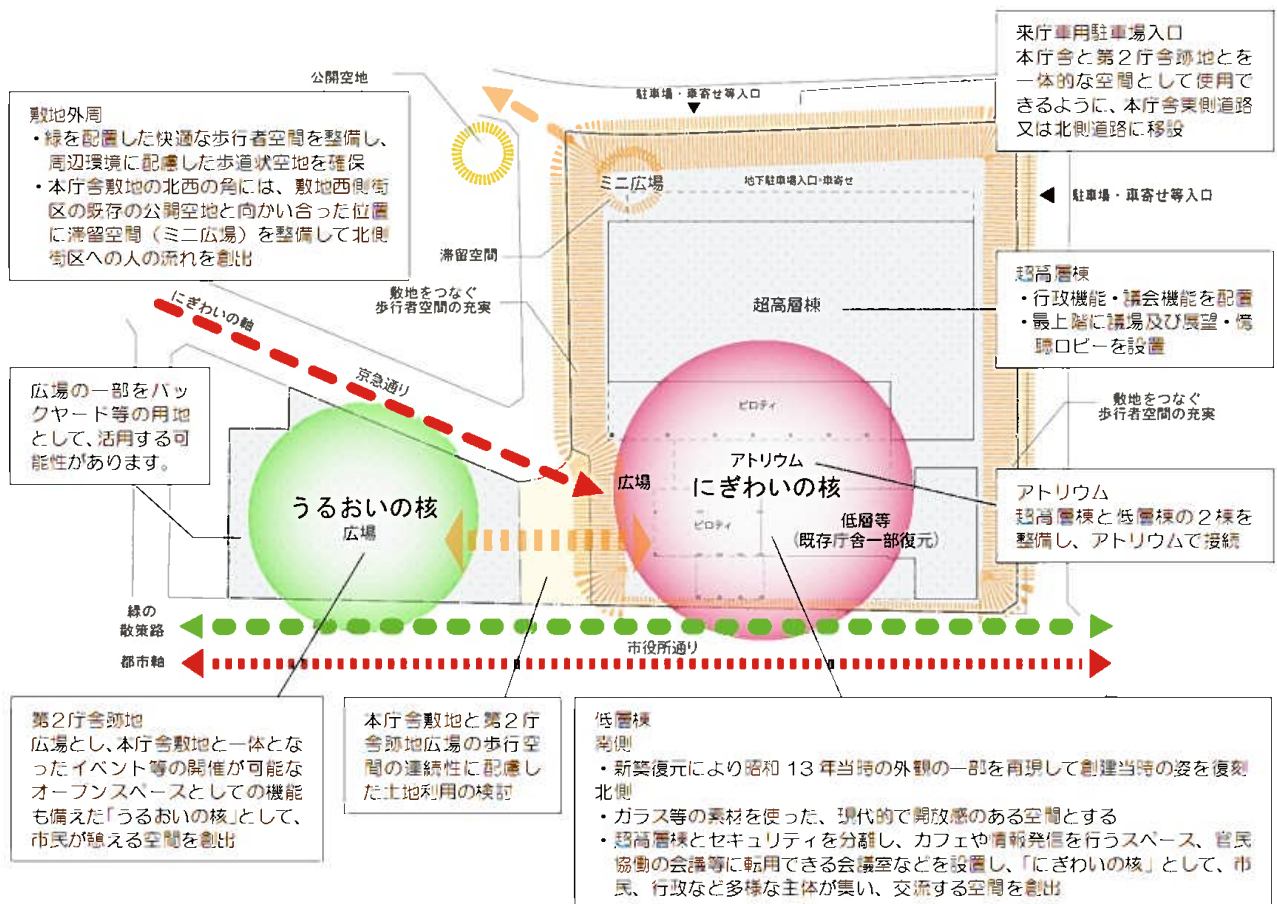 公開空地
駐車場・車寄せ等入口
来庁車用駐車場入口
本庁舎と第2庁舎跡地とを
一体的な空間として使用で
きるように、本庁舎東側道路
又は北側道路に移設
敷地外周
・緑を配置した快適な歩行者空間を整備し、
周辺環境に配慮した歩道状空地を確保
・本庁舎敷地の北西の角には、敷地西側街
区の既存の公開空地と向かい合った位置
に滞留空間（ミニ広場）を整備して北側
街区への人の流れを創出
ミニ広場
地下駐車場入口・車寄せ
駐車場・車寄せ等入口
滞留空間
敷地をつなぐ
歩行者空間の充実
にぎわいの軸
京急通り
超高層棟
超高層棟
・行政機能・議会機能を配置
・最上階に議場及び展望・傍
聴ロビーを設置
広場の一部をバッ
クヤード等の用地
として、活用する可
能性があります。
敷地をつなぐ
歩行者空間の充実
ピロティ
アトリウム
広場
にぎわいの核
ピロティ
低層等
（既存庁舎一部復元）
うるおいの核
広場
アトリウム
超高層棟と低層棟の2棟を
整備し、アトリウムで接続
緑の
散策路
市役所通り
都市軸
第2庁舎跡地
広場とし、本庁舎敷地と一体とな
ったイベント等の開催が可能な
オープンスペースとしての機能
も備えた「うるおいの核」として、
市民が憩える空間を創出
本庁舎敷地と第2庁
舎跡地広場の歩行空
間の連続性に配慮し
た土地利用の検討
低層棟
南側
・新築復元により昭和 13 年当時の外観の一部を再現して創建当時の姿を復刻
北側
・ガラス等の素材を使った、現代的で開放感のある空間とする
・超高層棟とセキュリティを分離し、カフェや情報発信を行うスペース、官民
協働の会議等に転用できる会議室などを設置し、「にぎわいの核」として、市
民、行政など多様な主体が集い、交流する空間を創出